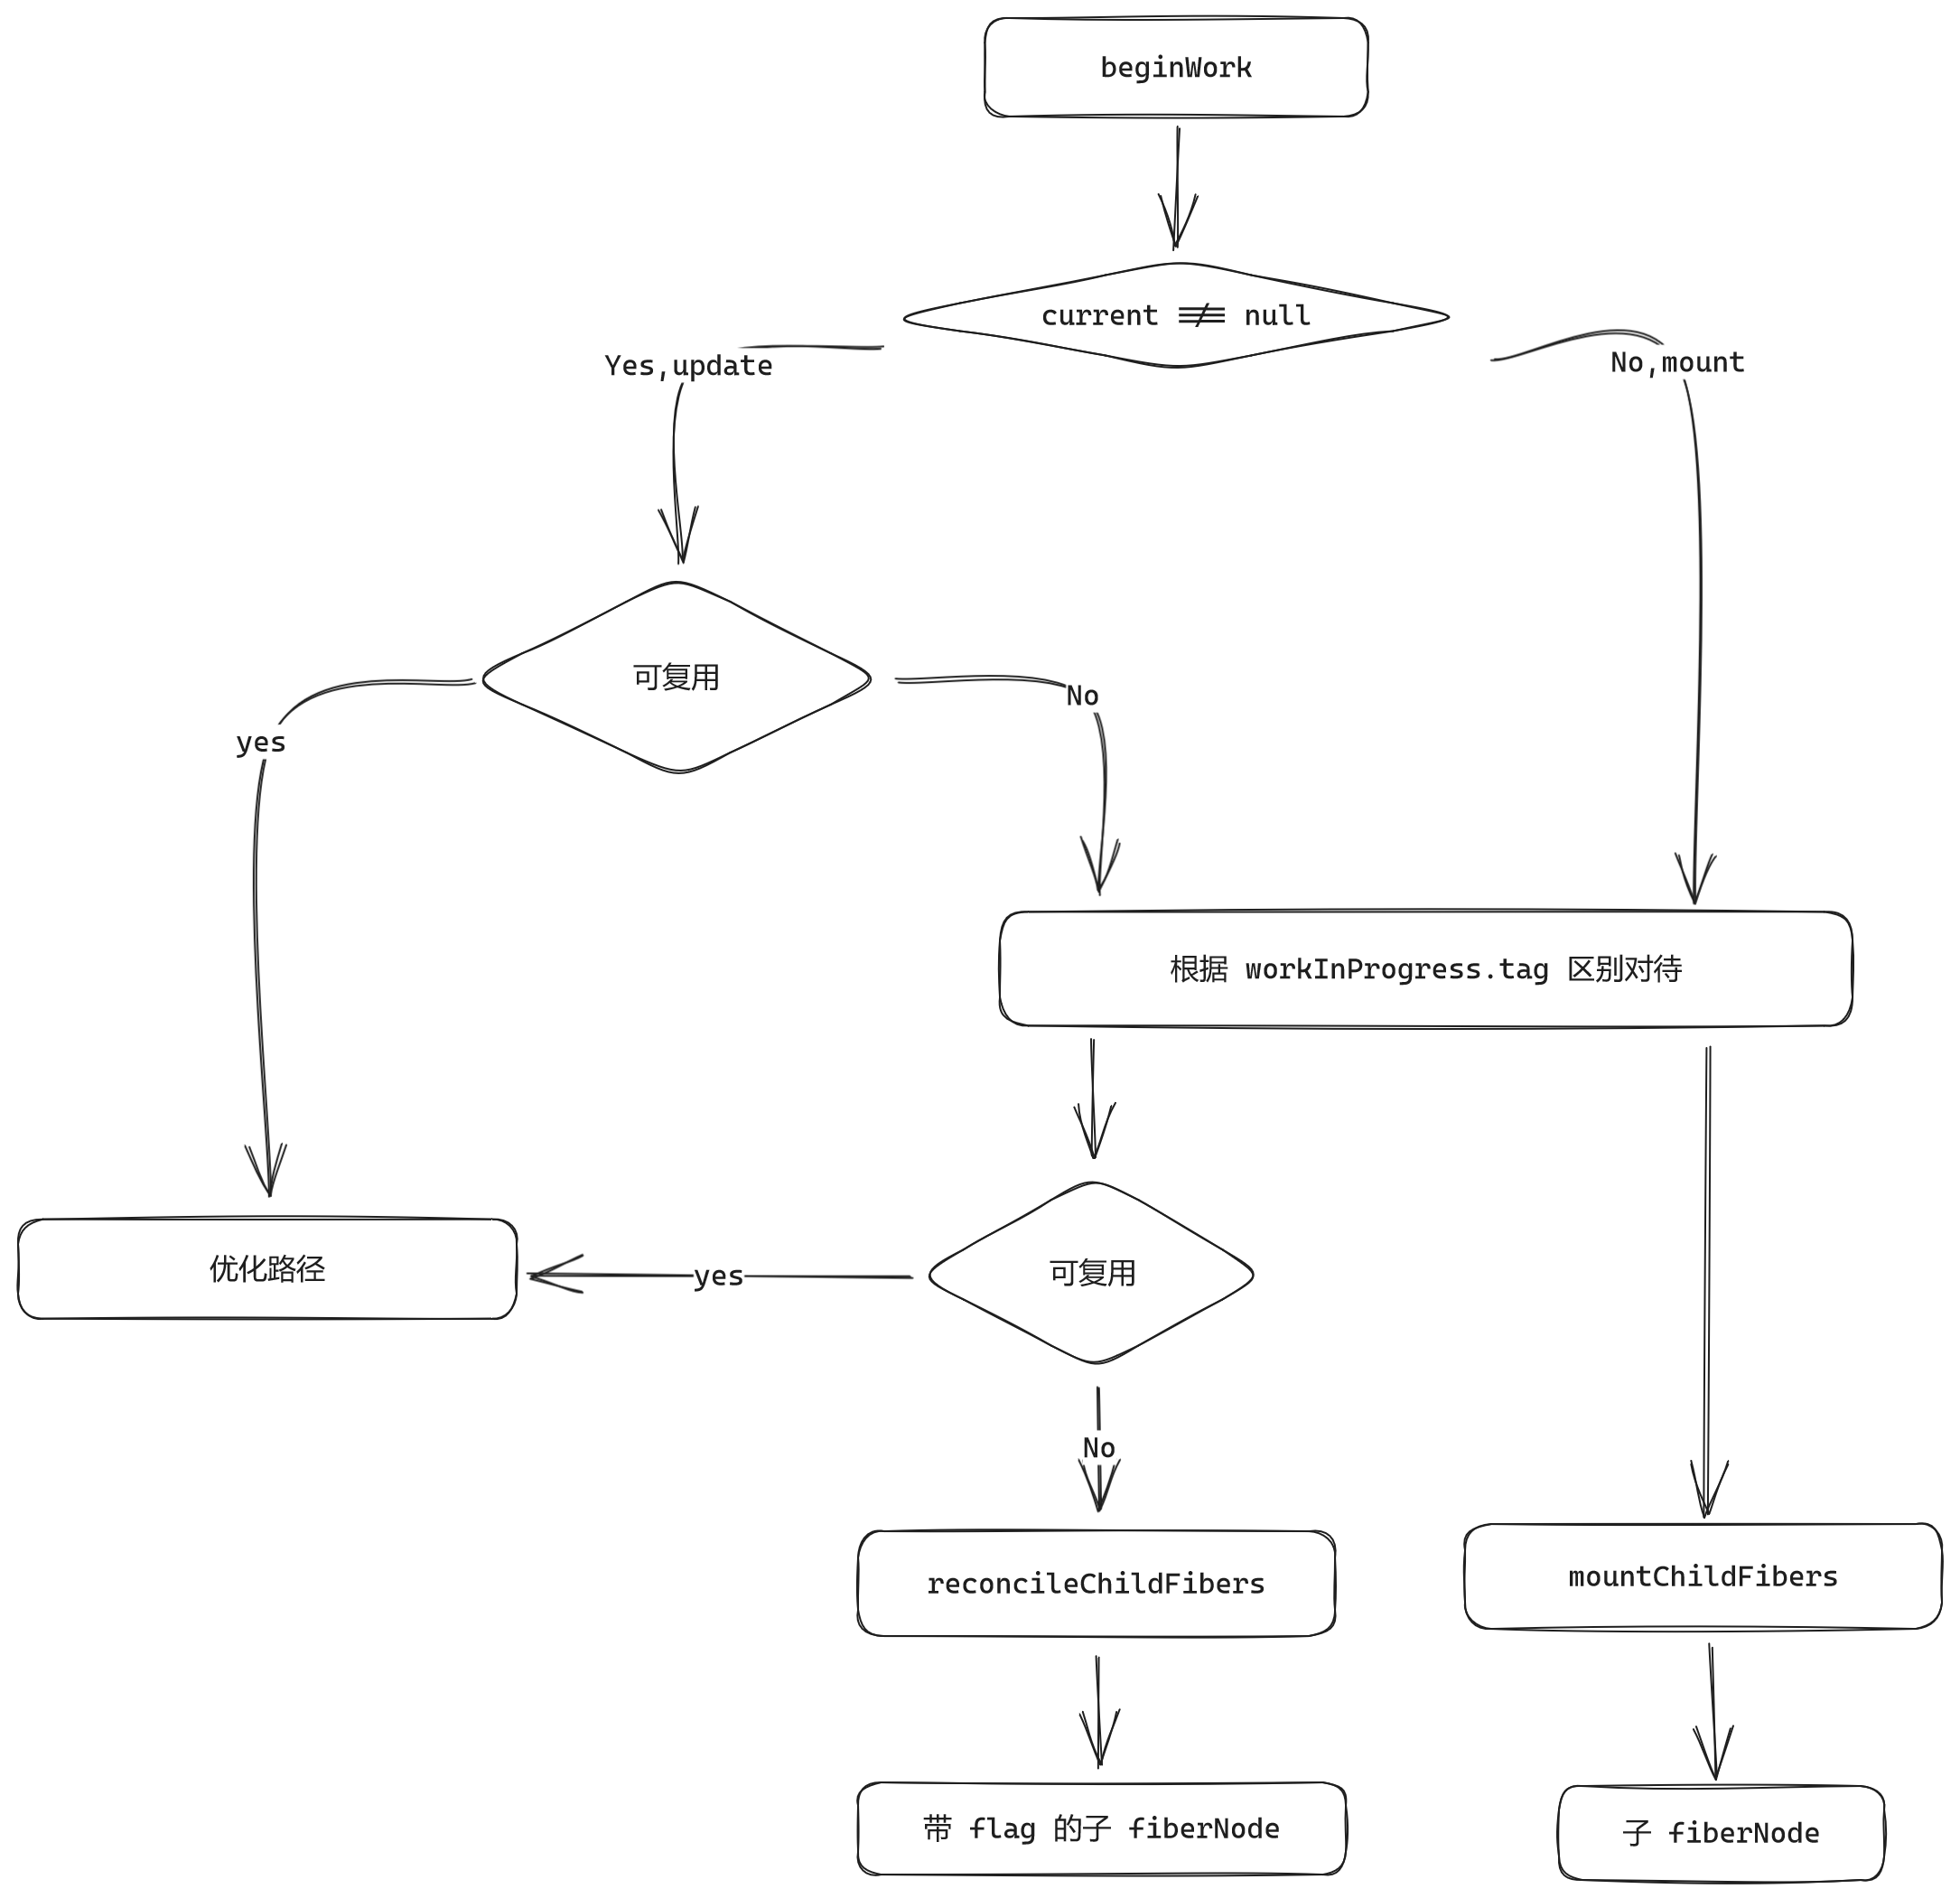 beginWork
current !== null
Yes,update
No,mount
可复用
No
yes
根据 workInProgress.tag 区别对待
优化路径
yes
可复用
No
reconcileChildFibers
mountChildFibers
带 flag 的子 fiberNode
子 fiberNode